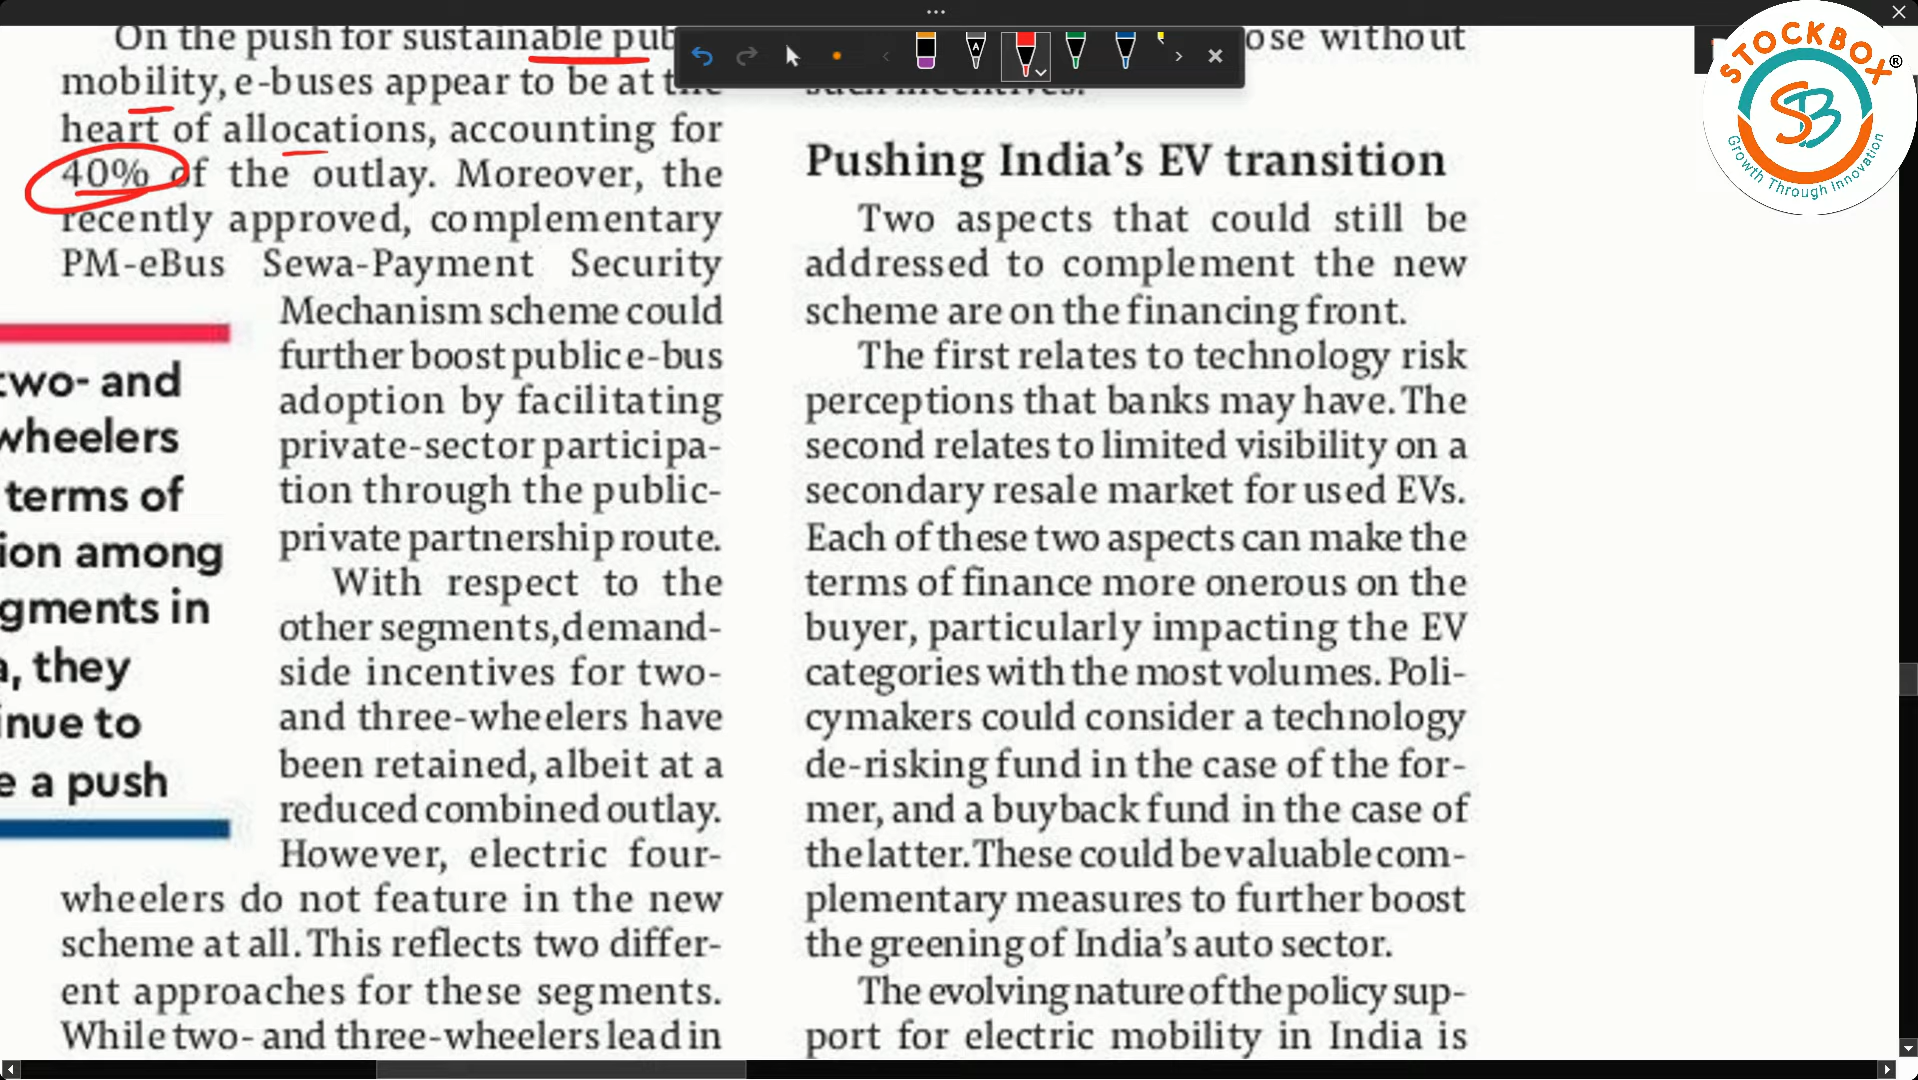 On the push for sustainable pub
mobility, e-buses appear to be at the
heart of allocations, accounting for
40% of the outlay. Moreover, the
recently approved, complementary
PM-eBus Sewa-Payment Security
Mechanism scheme could
further boost public e-bus
adoption by facilitating
private-sector participa-
tion through the public-
private partnership route.
With respect to the
other segments, demand-
side incentives for two-
and three-wheelers have
been retained, albeit at a
reduced combined outlay.
However, electric four-
wheelers do not feature in the new
scheme at all. This reflects two differ-
ent approaches for these segments.
While two- and three-wheelers lead in
two- and
wheelers
terms of
ion among
gments in
a, they
inue to
e a push
ose without
such incentives.
Pushing India's EV transition
Two aspects that could still be
addressed to complement the new
scheme are on the financing front.
The first relates to technology risk
perceptions that banks may have. The
second relates to limited visibility on a
secondary resale market for used EVs.
Each of these two aspects can make the
terms of finance more onerous on the
buyer, particularly impacting the EV
categories with the most volumes. Poli-
cymakers could consider a technology
de-risking fund in the case of the for-
mer, and a buyback fund in the case of
the latter. These could be valuable com-
plementary measures to further boost
the greening of India's auto sector.
The evolving nature of the policy sup-
port for electric mobility in India is
STOCKBOX®
SB
Growth Through Innovation